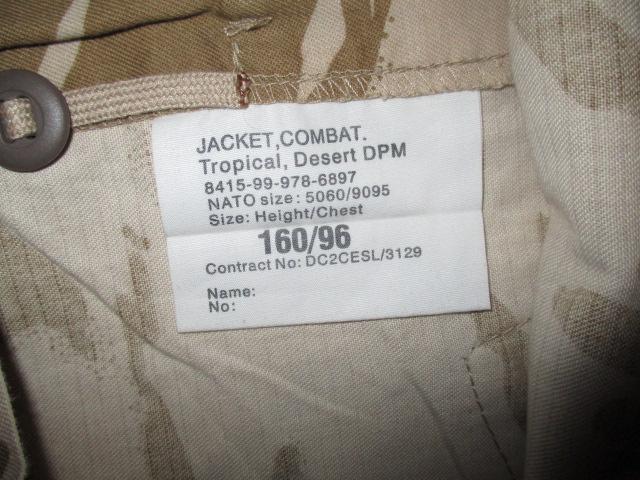 JACKET,COMBAT.
Tropical, Desert DPM
8415-99-978-6897
NATO size: 5060/9095
Size: Height/Chest
160/96
Contract No: DC2CESL/3129
Name:
No: